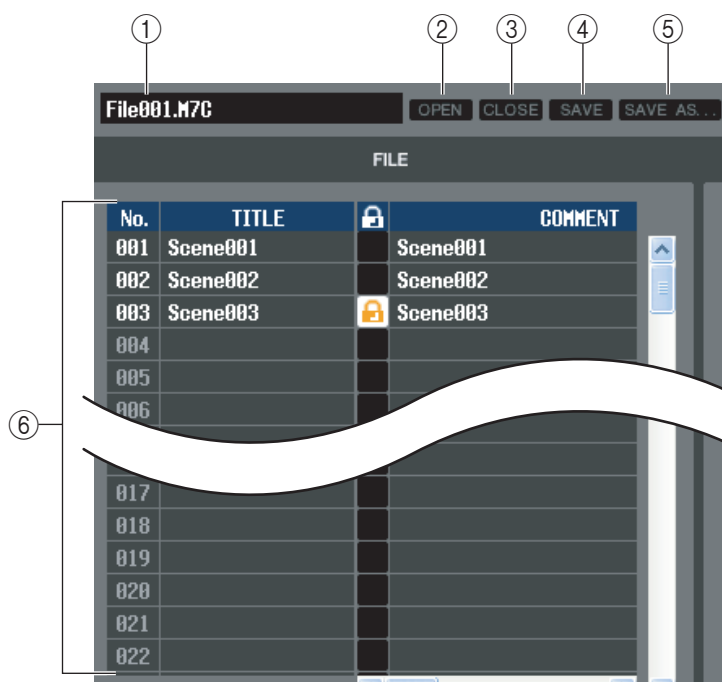 ① ② ③ ④ ⑤
File001.M7C OPEN CLOSE SAVE SAVE AS...
FILE
No. TITLE COMMENT
001 Scene001 Scene001
002 Scene002 Scene002
003 Scene003 Scene003
004
005
006
⑥
017
018
019
020
021
022